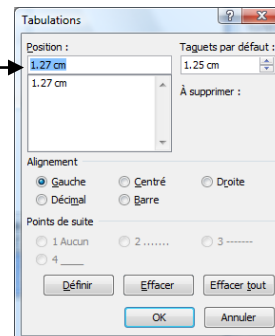 Tabulations
Position :
Taquets par défaut :
1.27 cm
1.25 cm
1.27 cm
À supprimer :
Alignement
Gauche Centré Droite
Décimal Barre
Points de suite
1 Aucun 2 ....... 3 -------
4 ____
Définir Effacer Effacer tout
OK Annuler